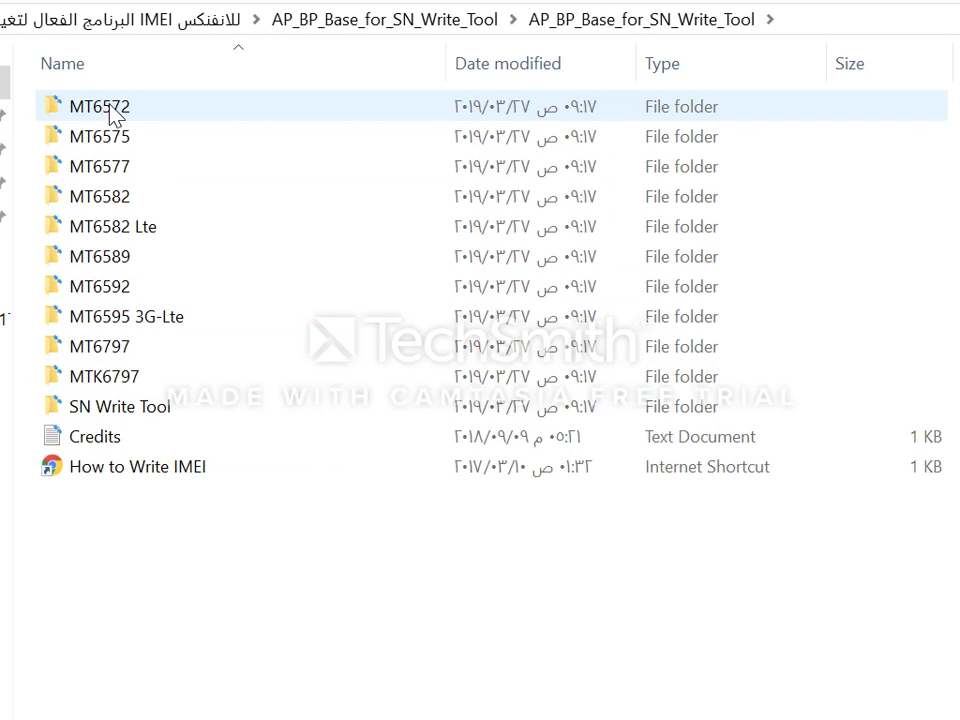 للانفنكس IMEI البرنامج الفعال لتغي > AP_BP_Base_for_SN_Write_Tool > AP_BP_Base_for_SN_Write_Tool >
Name Date modified Type Size
MT6572 ٢٠١٩/٠٣/٢٧ ص ٠٩:١٧ File folder
MT6575 ٢٠١٩/٠٣/٢٧ ص ٠٩:١٧ File folder
MT6577 ٢٠١٩/٠٣/٢٧ ص ٠٩:١٧ File folder
MT6582 ٢٠١٩/٠٣/٢٧ ص ٠٩:١٧ File folder
MT6582 Lte ٢٠١٩/٠٣/٢٧ ص ٠٩:١٧ File folder
MT6589 ٢٠١٩/٠٣/٢٧ ص ٠٩:١٧ File folder
MT6592 ٢٠١٩/٠٣/٢٧ ص ٠٩:١٧ File folder
MT6595 3G-Lte ٢٠١٩/٠٣/٢٧ ص ٠٩:١٧ File folder
TechSmith
MT6797 ٢٠١٩/٠٣/٢٧ ص ٠٩:١٧ File folder
MTK6797 ٢٠١٩/٠٣/٢٧ ص ٠٩:١٧ File folder
MADE WITH CAMTASIA FREE TRIAL
SN Write Tool ٢٠١٩/٠٣/٢٧ ص ٠٩:١٧ File folder
Credits ٢٠١٨/٠٩/٠٩ م ٠٥:٢١ Text Document 1 KB
How to Write IMEI ٢٠١٧/٠٣/١٠ ص ٠١:٣٢ Internet Shortcut 1 KB